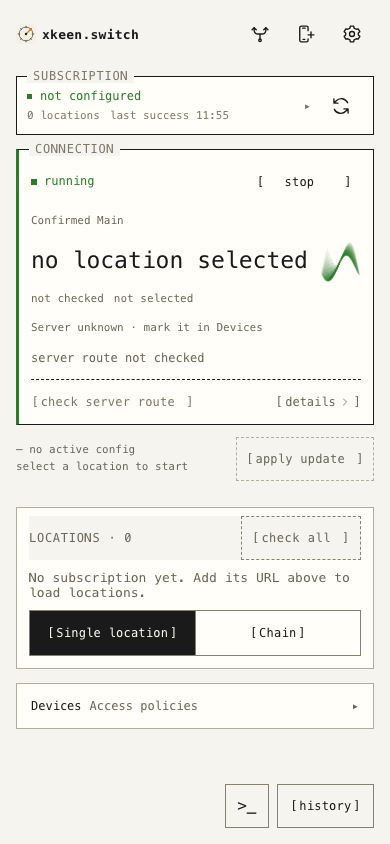 xkeen.switch
SUBSCRIPTION
not configured
0 locations last success 11:55
CONNECTION
running
[ stop ]
Confirmed Main
no location selected
not checked not selected
Server unknown · mark it in Devices
server route not checked
[check server route ]
[details > ]
— no active config
select a location to start
[apply update ]
LOCATIONS · 0
[check all ]
No subscription yet. Add its URL above to
load locations.
[Single location]
[Chain]
Devices Access policies
>_
[history]